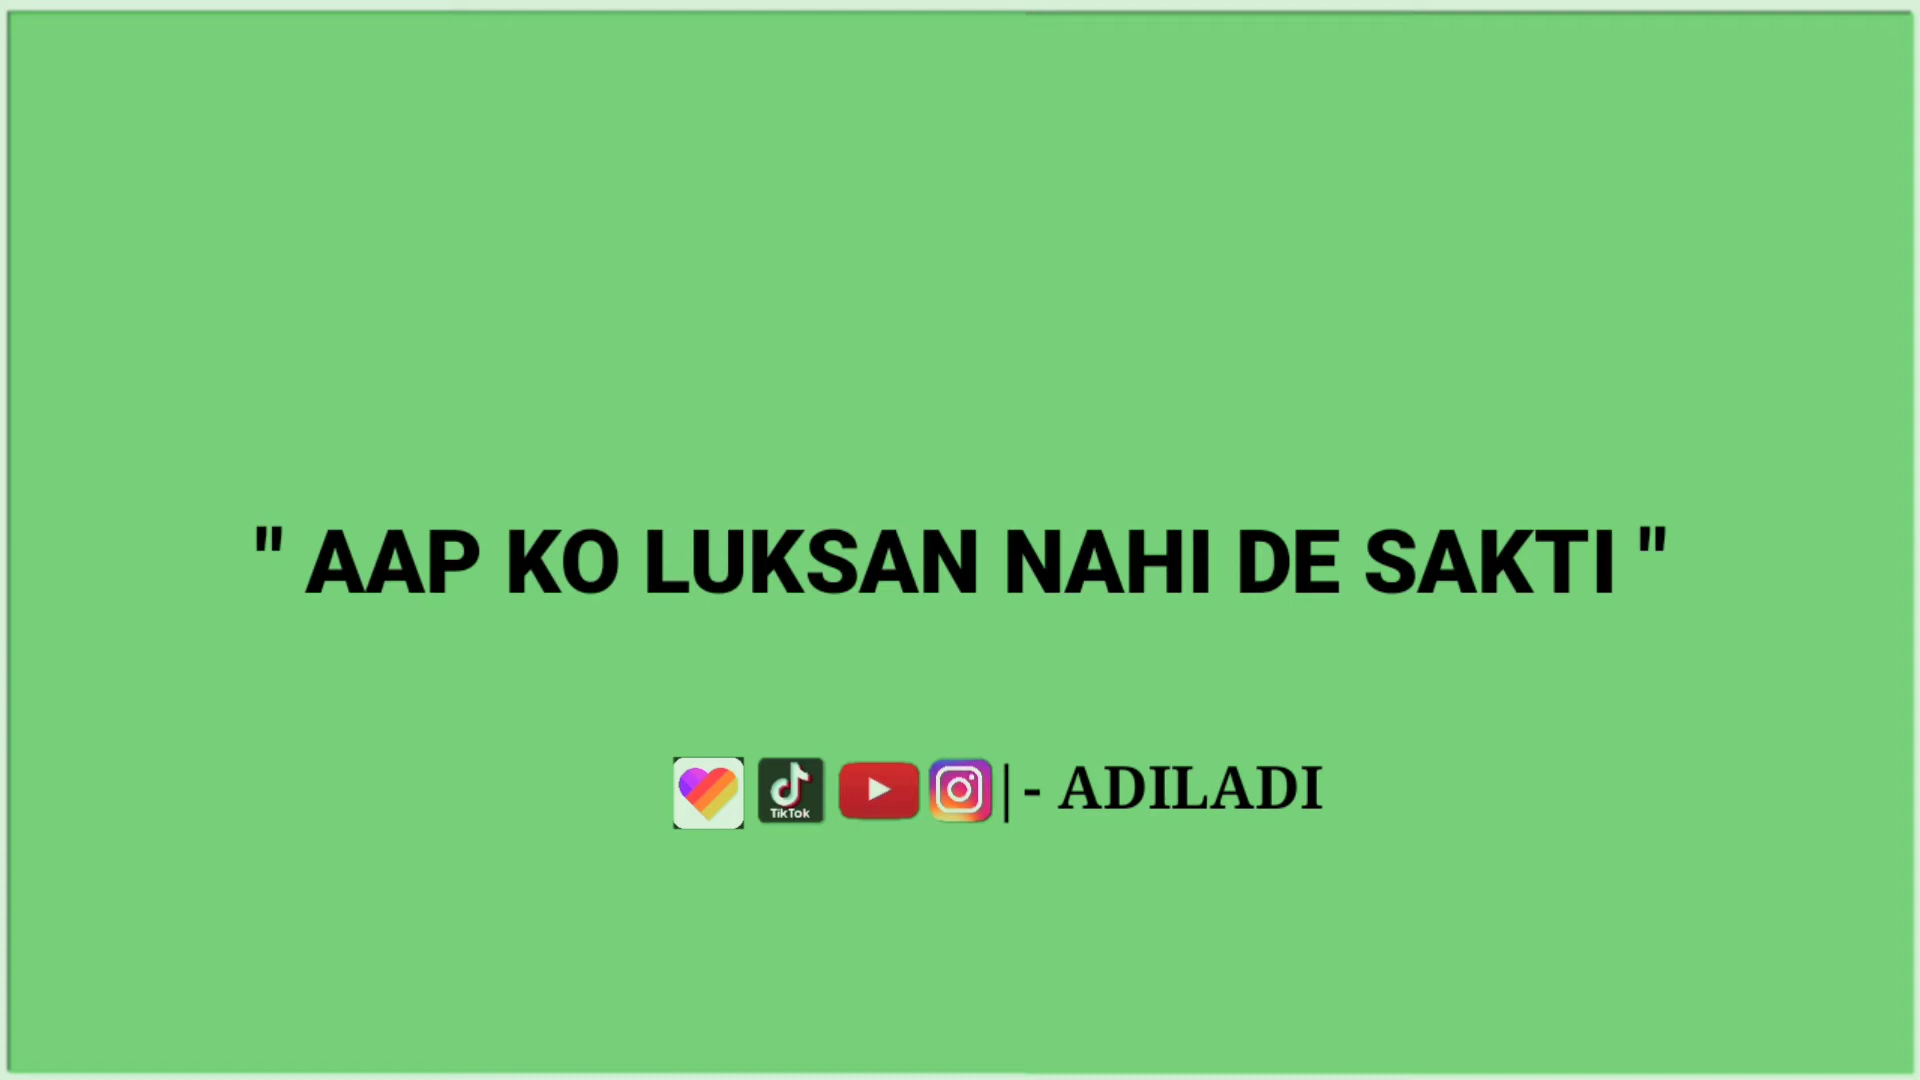 " AAP KO LUKSAN NAHI DE SAKTI "
TikTok |- ADILADI